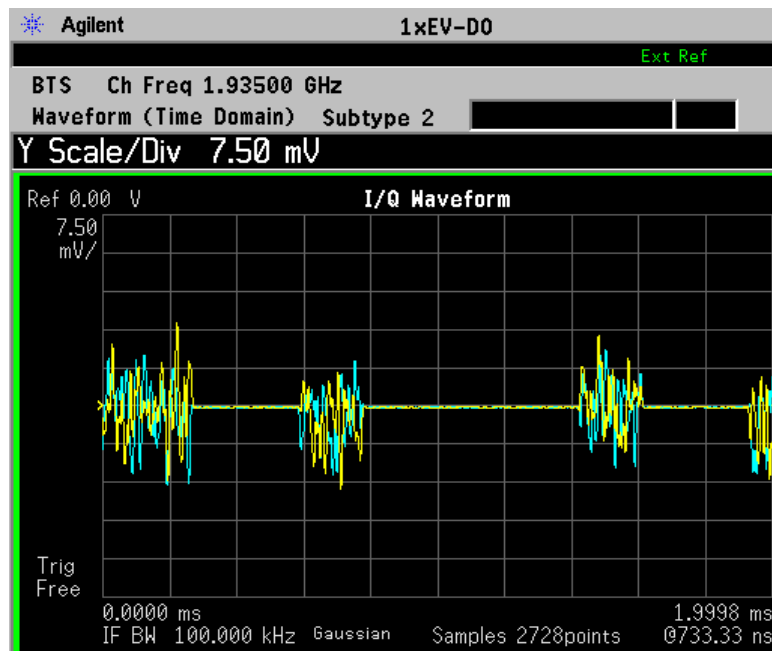 Agilent 1xEV-DO
Ext Ref
BTS Ch Freq 1.93500 GHz
Waveform (Time Domain) Subtype 2
Y Scale/Div 7.50 mV
Ref 0.00 V I/Q Waveform
7.50
mV/
Trig
Free
0.0000 ms 1.9998 ms
IF BW 100.000 kHz Gaussian Samples 2728points @733.33 ns